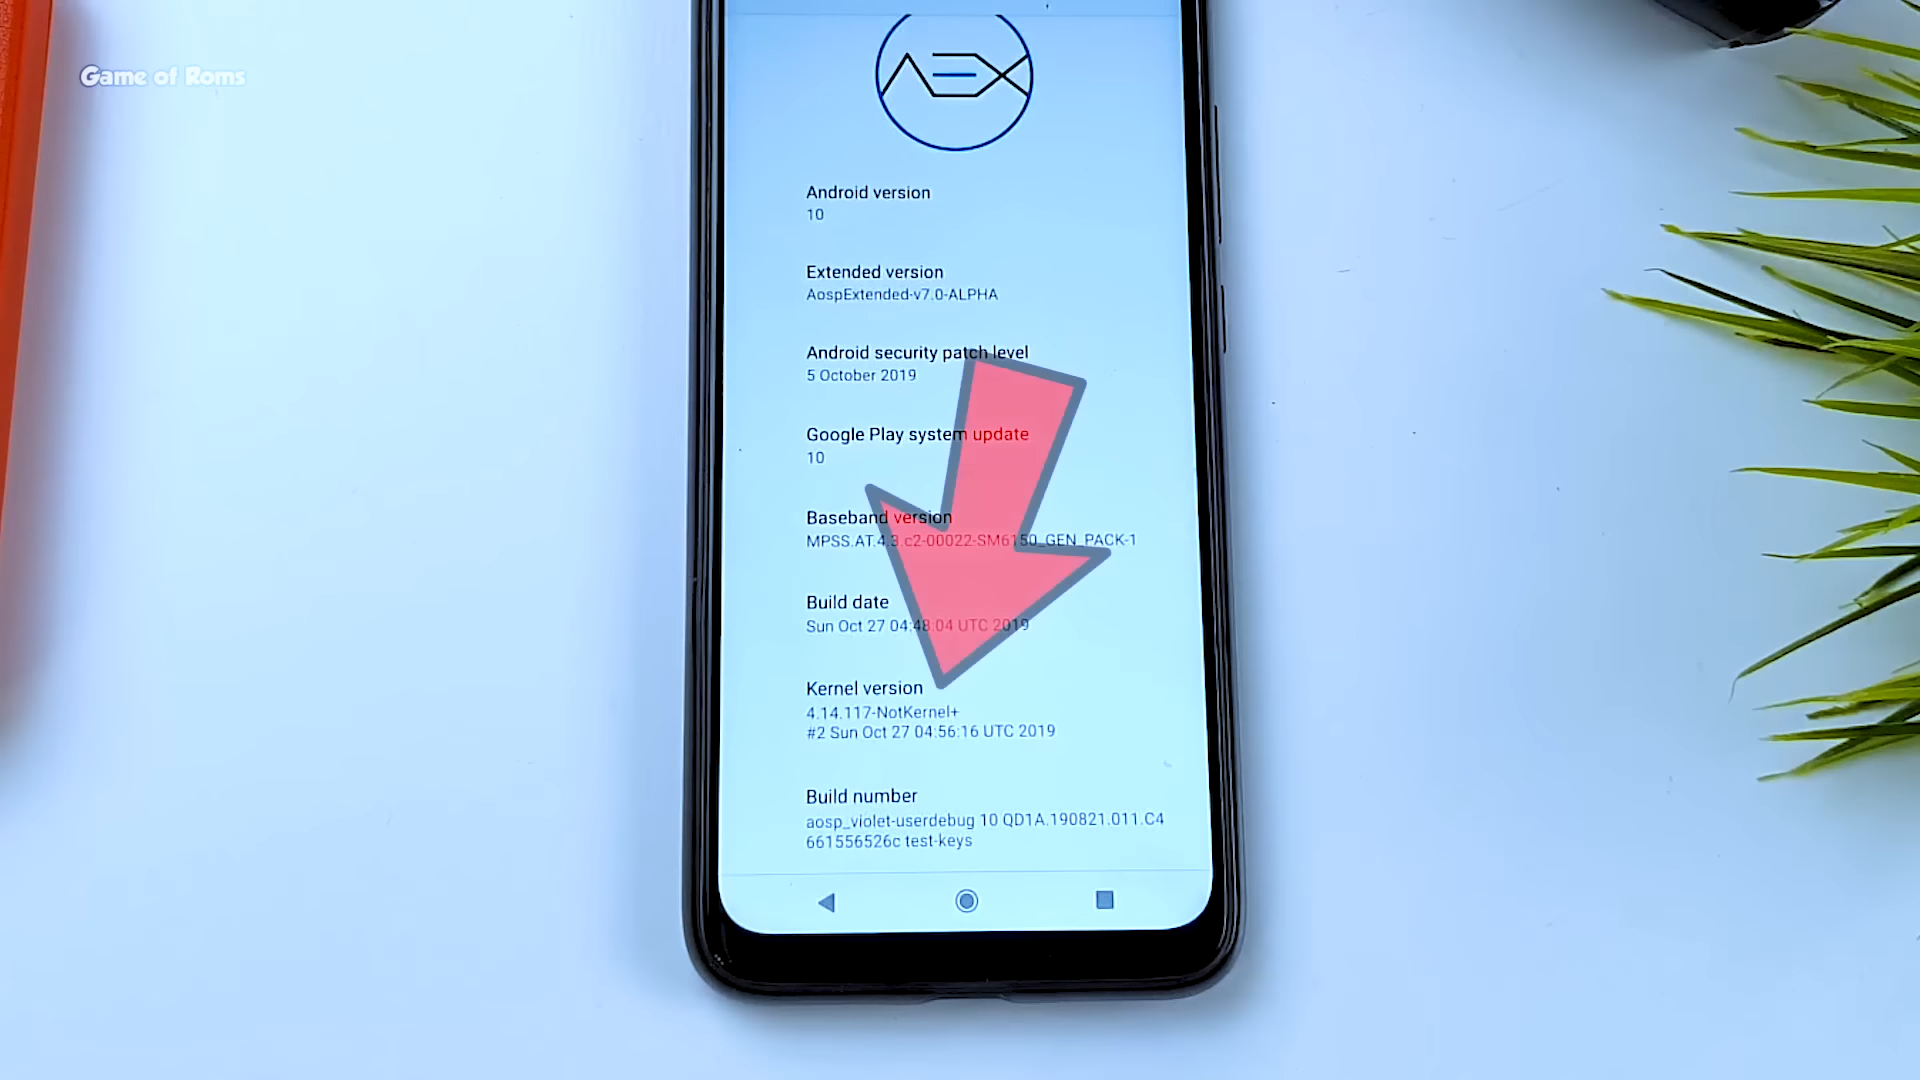 Game of Roms
AEX
Android version
10
Extended version
AospExtended-v7.0-ALPHA
Android security patch level
5 October 2019
Google Play system update
10
Baseband version
MPSS.AT.4.3.c2-00022-SM6150_GEN_PACK-1
Build date
Sun Oct 27 04:48:04 UTC 2019
Kernel version
4.14.117-NotKernel+
#2 Sun Oct 27 04:56:16 UTC 2019
Build number
aosp_violet-userdebug 10 QD1A.190821.011.C4
661556526c test-keys